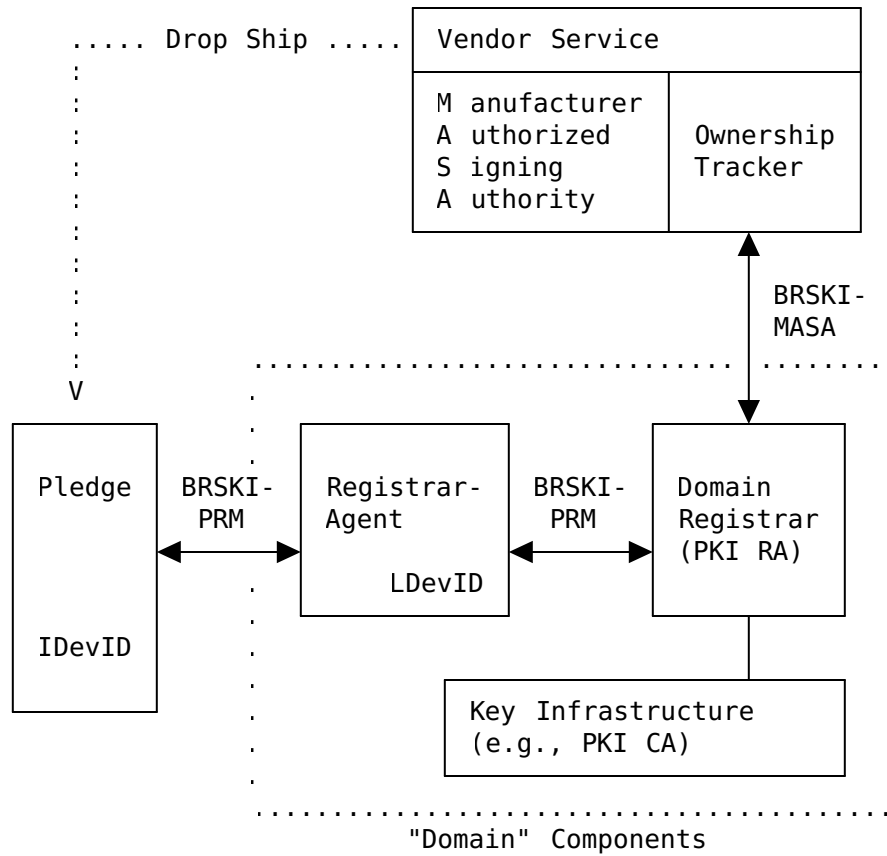 ..... Drop Ship ..... Vendor Service
M anufacturer
A uthorized
S igning
A uthority
Ownership
Tracker
BRSKI-
MASA
V
Pledge
IDevID
BRSKI-
PRM
Registrar-
Agent
LDevID
BRSKI-
PRM
Domain
Registrar
(PKI RA)
Key Infrastructure
(e.g., PKI CA)
"Domain" Components